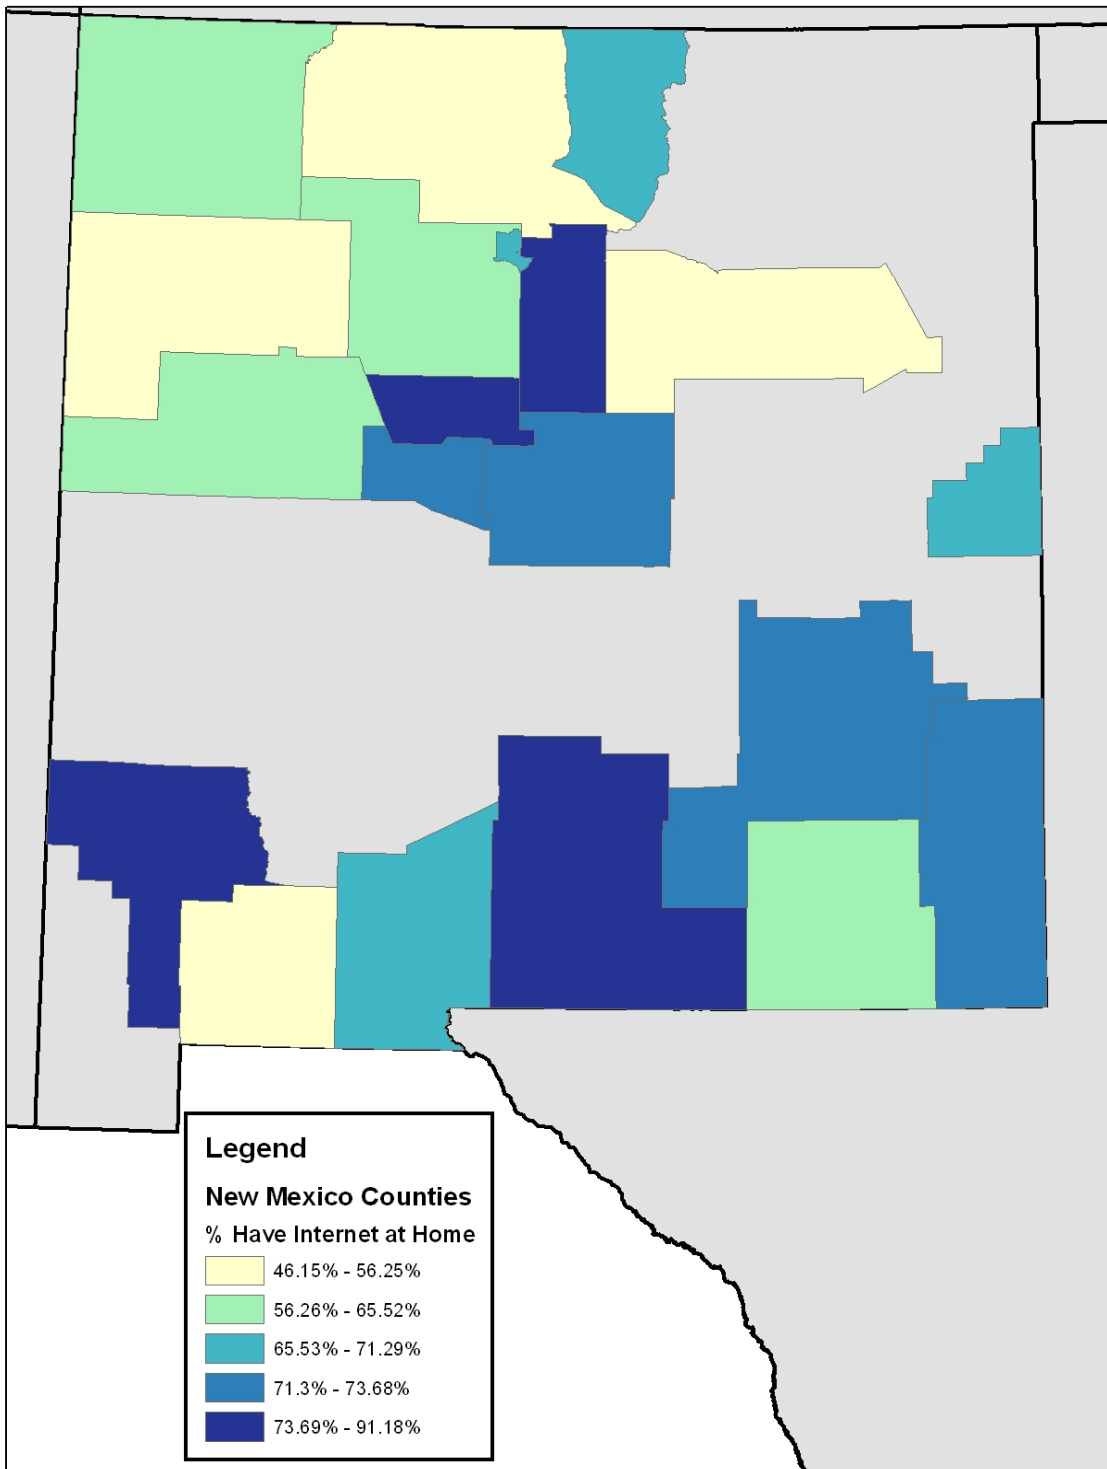 Legend
New Mexico Counties
% Have Internet at Home
46.15% - 56.25%
56.26% - 65.52%
65.53% - 71.29%
71.3% - 73.68%
73.69% - 91.18%